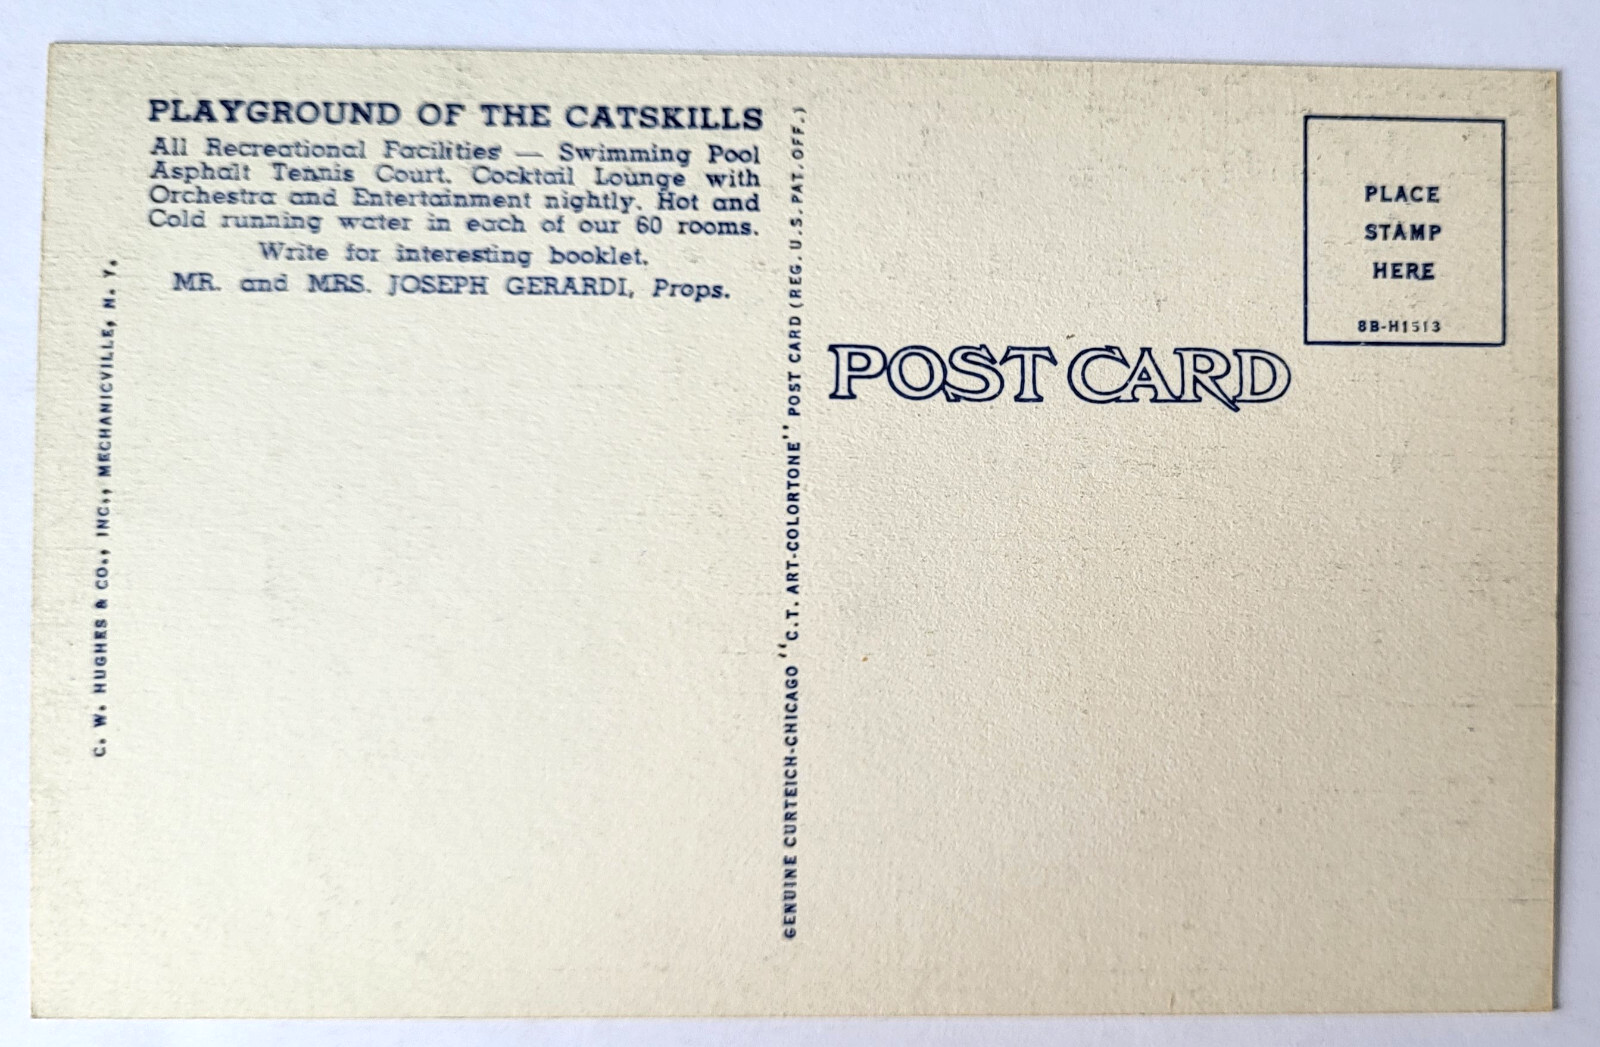 PLAYGROUND OF THE CATSKILLS
All Recreational Facilities — Swimming Pool
Asphalt Tennis Court. Cocktail Lounge with
Orchestra and Entertainment nightly. Hot and
Cold running water in each of our 60 rooms.
Write for interesting booklet.
MR. and MRS. JOSEPH GERARDI, Props.
C. W. HUGHES & CO., INC., MECHANICVILLE, N. Y.
GENUINE CURTEICH-CHICAGO "C.T. ART-COLORTONE" POST CARD (REG. U.S. PAT. OFF.)
POST CARD
PLACE
STAMP
HERE
8B-H1513